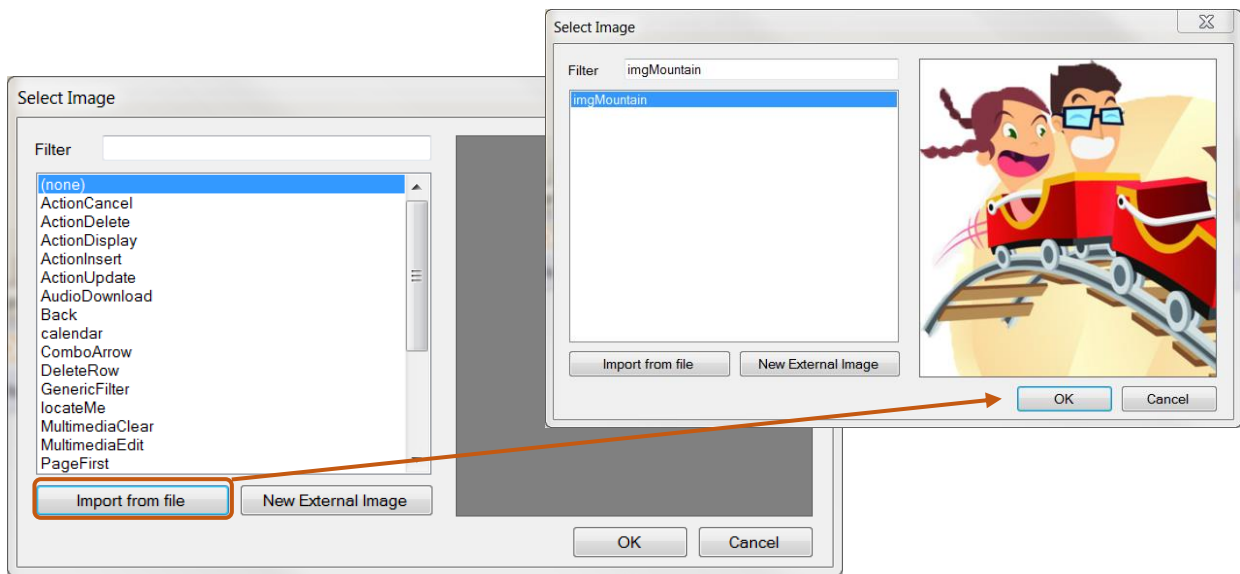 Select Image
Filter
(none)
ActionCancel
ActionDelete
ActionDisplay
ActionInsert
ActionUpdate
AudioDownload
Back
calendar
ComboArrow
DeleteRow
GenericFilter
locateMe
MultimediaClear
MultimediaEdit
PageFirst
Import from file New External Image
OK Cancel
Select Image
Filter imgMountain
imgMountain
Import from file New External Image
OK Cancel